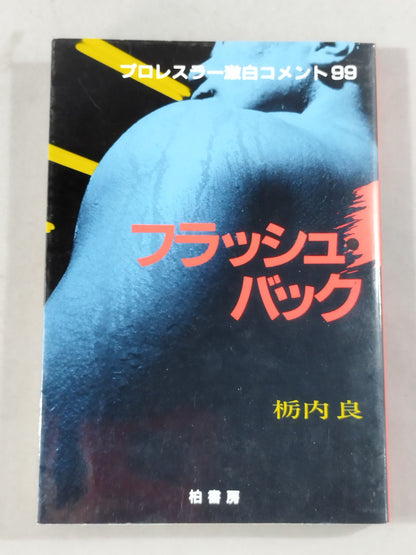 プロレスラー激白コメント99
フラッシュ・
バック
栃内 良
柏書房